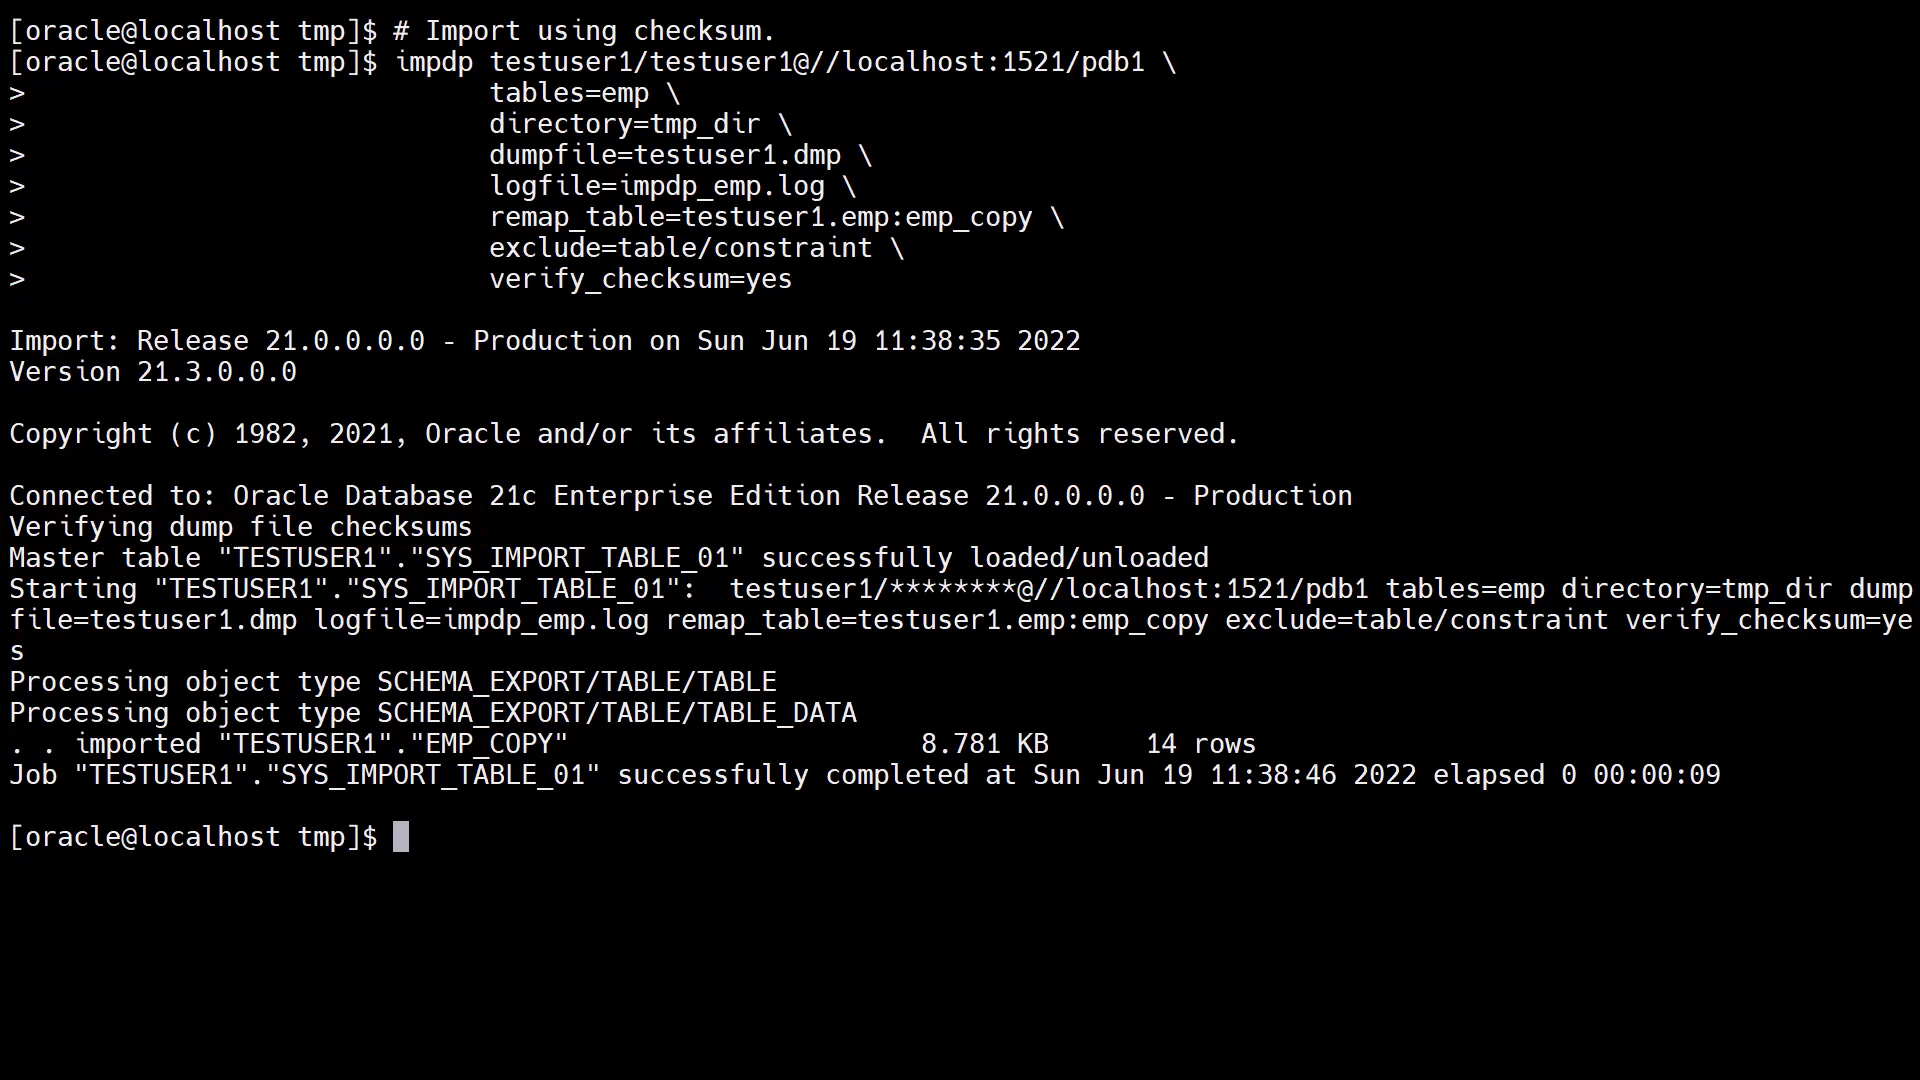 [oracle@localhost tmp]$ # Import using checksum.
[oracle@localhost tmp]$ impdp testuser1/testuser1@//localhost:1521/pdb1 \
>                             tables=emp \
>                             directory=tmp_dir \
>                             dumpfile=testuser1.dmp \
>                             logfile=impdp_emp.log \
>                             remap_table=testuser1.emp:emp_copy \
>                             exclude=table/constraint \
>                             verify_checksum=yes

Import: Release 21.0.0.0.0 - Production on Sun Jun 19 11:38:35 2022
Version 21.3.0.0.0

Copyright (c) 1982, 2021, Oracle and/or its affiliates.  All rights reserved.

Connected to: Oracle Database 21c Enterprise Edition Release 21.0.0.0.0 - Production
Verifying dump file checksums
Master table "TESTUSER1"."SYS_IMPORT_TABLE_01" successfully loaded/unloaded
Starting "TESTUSER1"."SYS_IMPORT_TABLE_01":  testuser1/********@//localhost:1521/pdb1 tables=emp directory=tmp_dir dump
file=testuser1.dmp logfile=impdp_emp.log remap_table=testuser1.emp:emp_copy exclude=table/constraint verify_checksum=ye
s
Processing object type SCHEMA_EXPORT/TABLE/TABLE
Processing object type SCHEMA_EXPORT/TABLE/TABLE_DATA
. . imported "TESTUSER1"."EMP_COPY"                      8.781 KB      14 rows
Job "TESTUSER1"."SYS_IMPORT_TABLE_01" successfully completed at Sun Jun 19 11:38:46 2022 elapsed 0 00:00:09

[oracle@localhost tmp]$